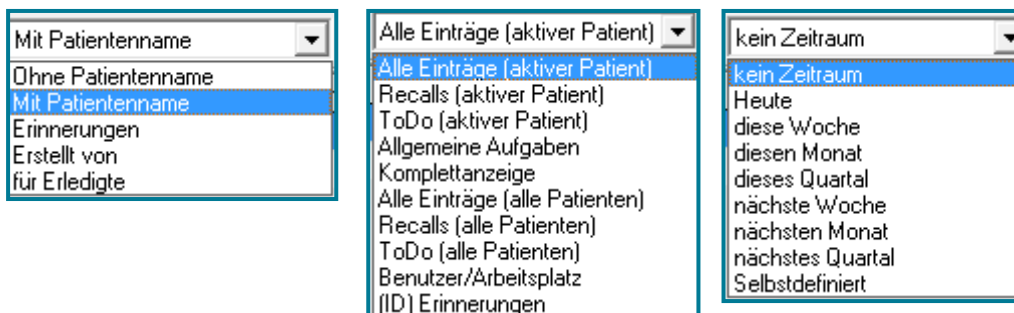 Mit Patientenname
Ohne Patientenname
Mit Patientenname
Erinnerungen
Erstellt von
für Erledigte
Alle Einträge (aktiver Patient)
Alle Einträge (aktiver Patient)
Recalls (aktiver Patient)
ToDo (aktiver Patient)
Allgemeine Aufgaben
Komplettanzeige
Alle Einträge (alle Patienten)
Recalls (alle Patienten)
ToDo (alle Patienten)
Benutzer/Arbeitsplatz
(ID) Erinnerungen
kein Zeitraum
kein Zeitraum
Heute
diese Woche
diesen Monat
dieses Quartal
nächste Woche
nächsten Monat
nächstes Quartal
Selbstdefiniert